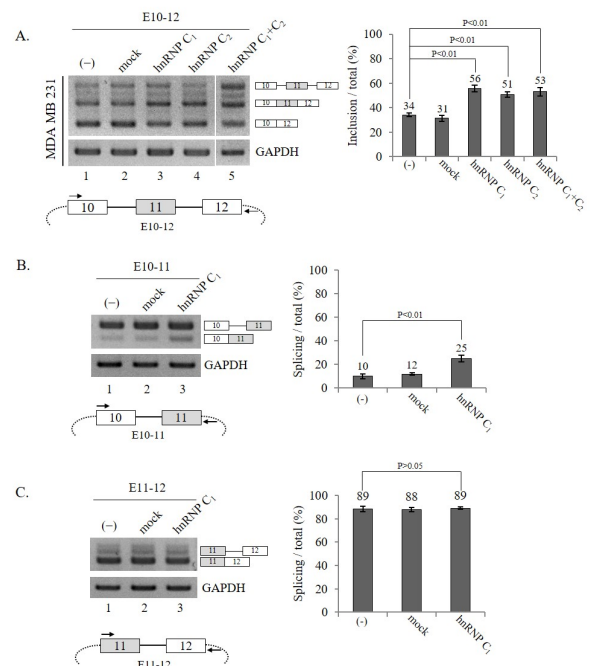 A.
E10-12
(–) mock hnRNP C1 hnRNP C2 hnRNP C1+C2
MDA MB 231
10 11 12
10 11 12
10 12
GAPDH
1 2 3 4 5
10 11 12
E10-12
Inclusion / total (%)
100
80
60
40
20
0
P<0.01
P<0.01
P<0.01
34 31 56 51 53
(-) mock hnRNP C1 hnRNP C2 hnRNP C1+C2
B.
E10-11
(–) mock hnRNP C1
10 11
10 11
GAPDH
1 2 3
10 11
E10-11
Splicing / total (%)
100
80
60
40
20
0
P<0.01
10 12 25
(-) mock hnRNP C1
C.
E11-12
(–) mock hnRNP C1
11 12
11 12
GAPDH
1 2 3
11 12
E11-12
Splicing / total (%)
100
80
60
40
20
0
P>0.05
89 88 89
(-) mock hnRNP C1